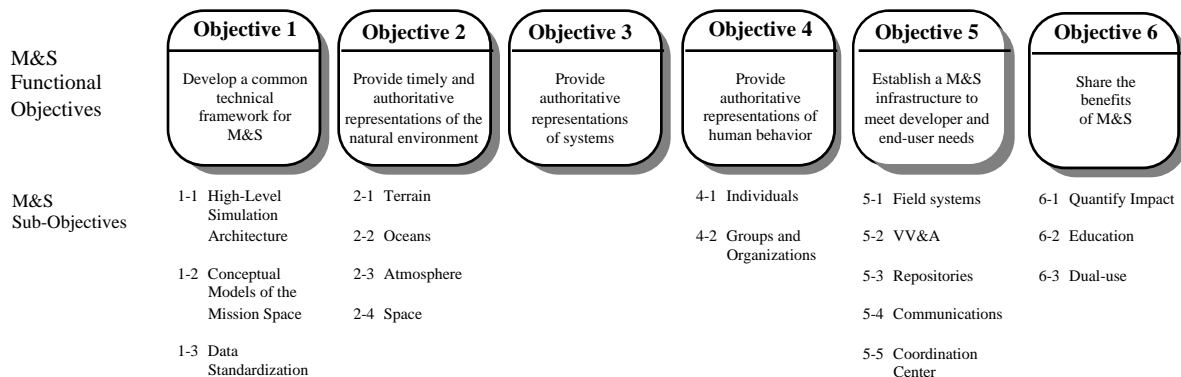 M&S
Functional
Objectives
Objective 1
Develop a common
technical
framework for
M&S
Objective 2
Provide timely and
authoritative
representations of the
natural environment
Objective 3
Provide
authoritative
representations
of systems
Objective 4
Provide
authoritative
representations of
human behavior
Objective 5
Establish a M&S
infrastructure to
meet developer and
end-user needs
Objective 6
Share the
benefits
of M&S
M&S
Sub-Objectives
1-1 High-Level
Simulation
Architecture
1-2 Conceptual
Models of the
Mission Space
1-3 Data
Standardization
2-1 Terrain
2-2 Oceans
2-3 Atmosphere
2-4 Space
4-1 Individuals
4-2 Groups and
Organizations
5-1 Field systems
5-2 VV&A
5-3 Repositories
5-4 Communications
5-5 Coordination
Center
6-1 Quantify Impact
6-2 Education
6-3 Dual-use